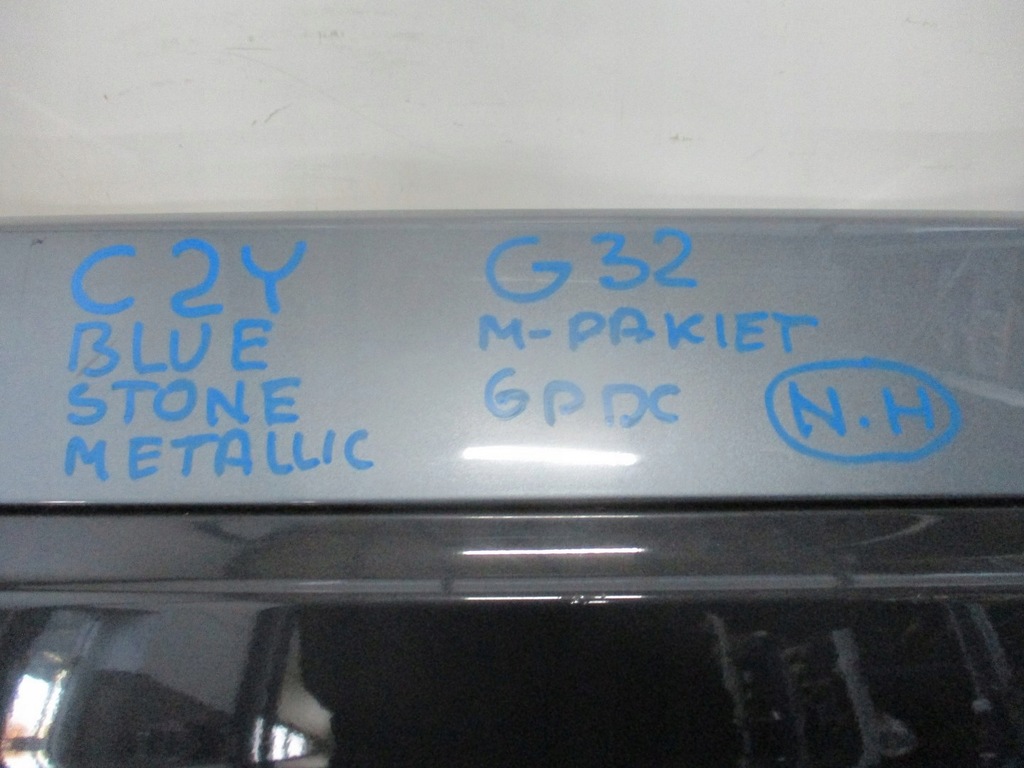 C2Y
BLUE
STONE
METALLIC
G32
M-PAKIET
6PDC
N.H